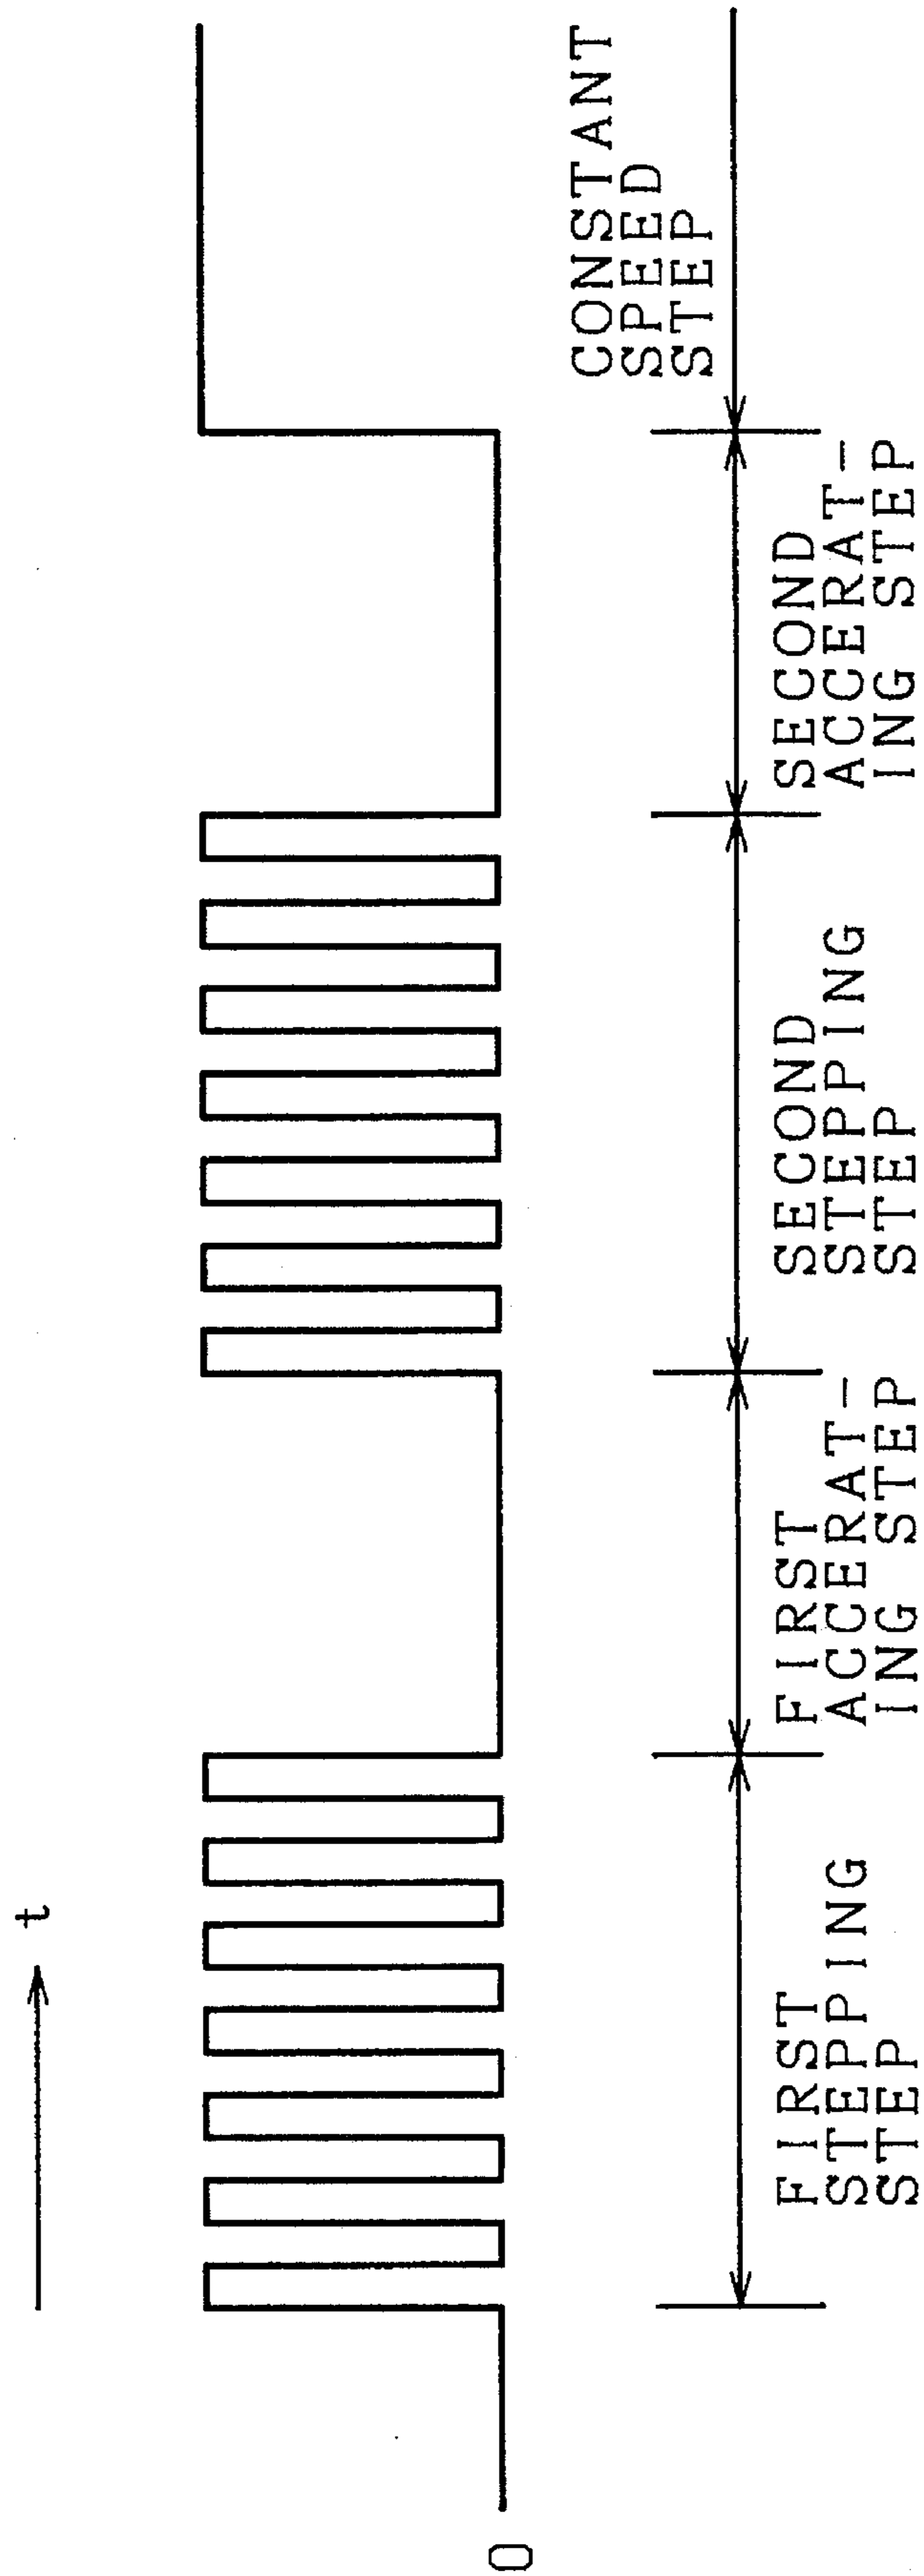 t
0
FIRST
STEPPING
STEP
FIRST
ACCERAT-
ING STEP
SECOND
STEPPING
STEP
SECOND
ACCERAT-
ING STEP
CONSTANT
SPEED
STEP